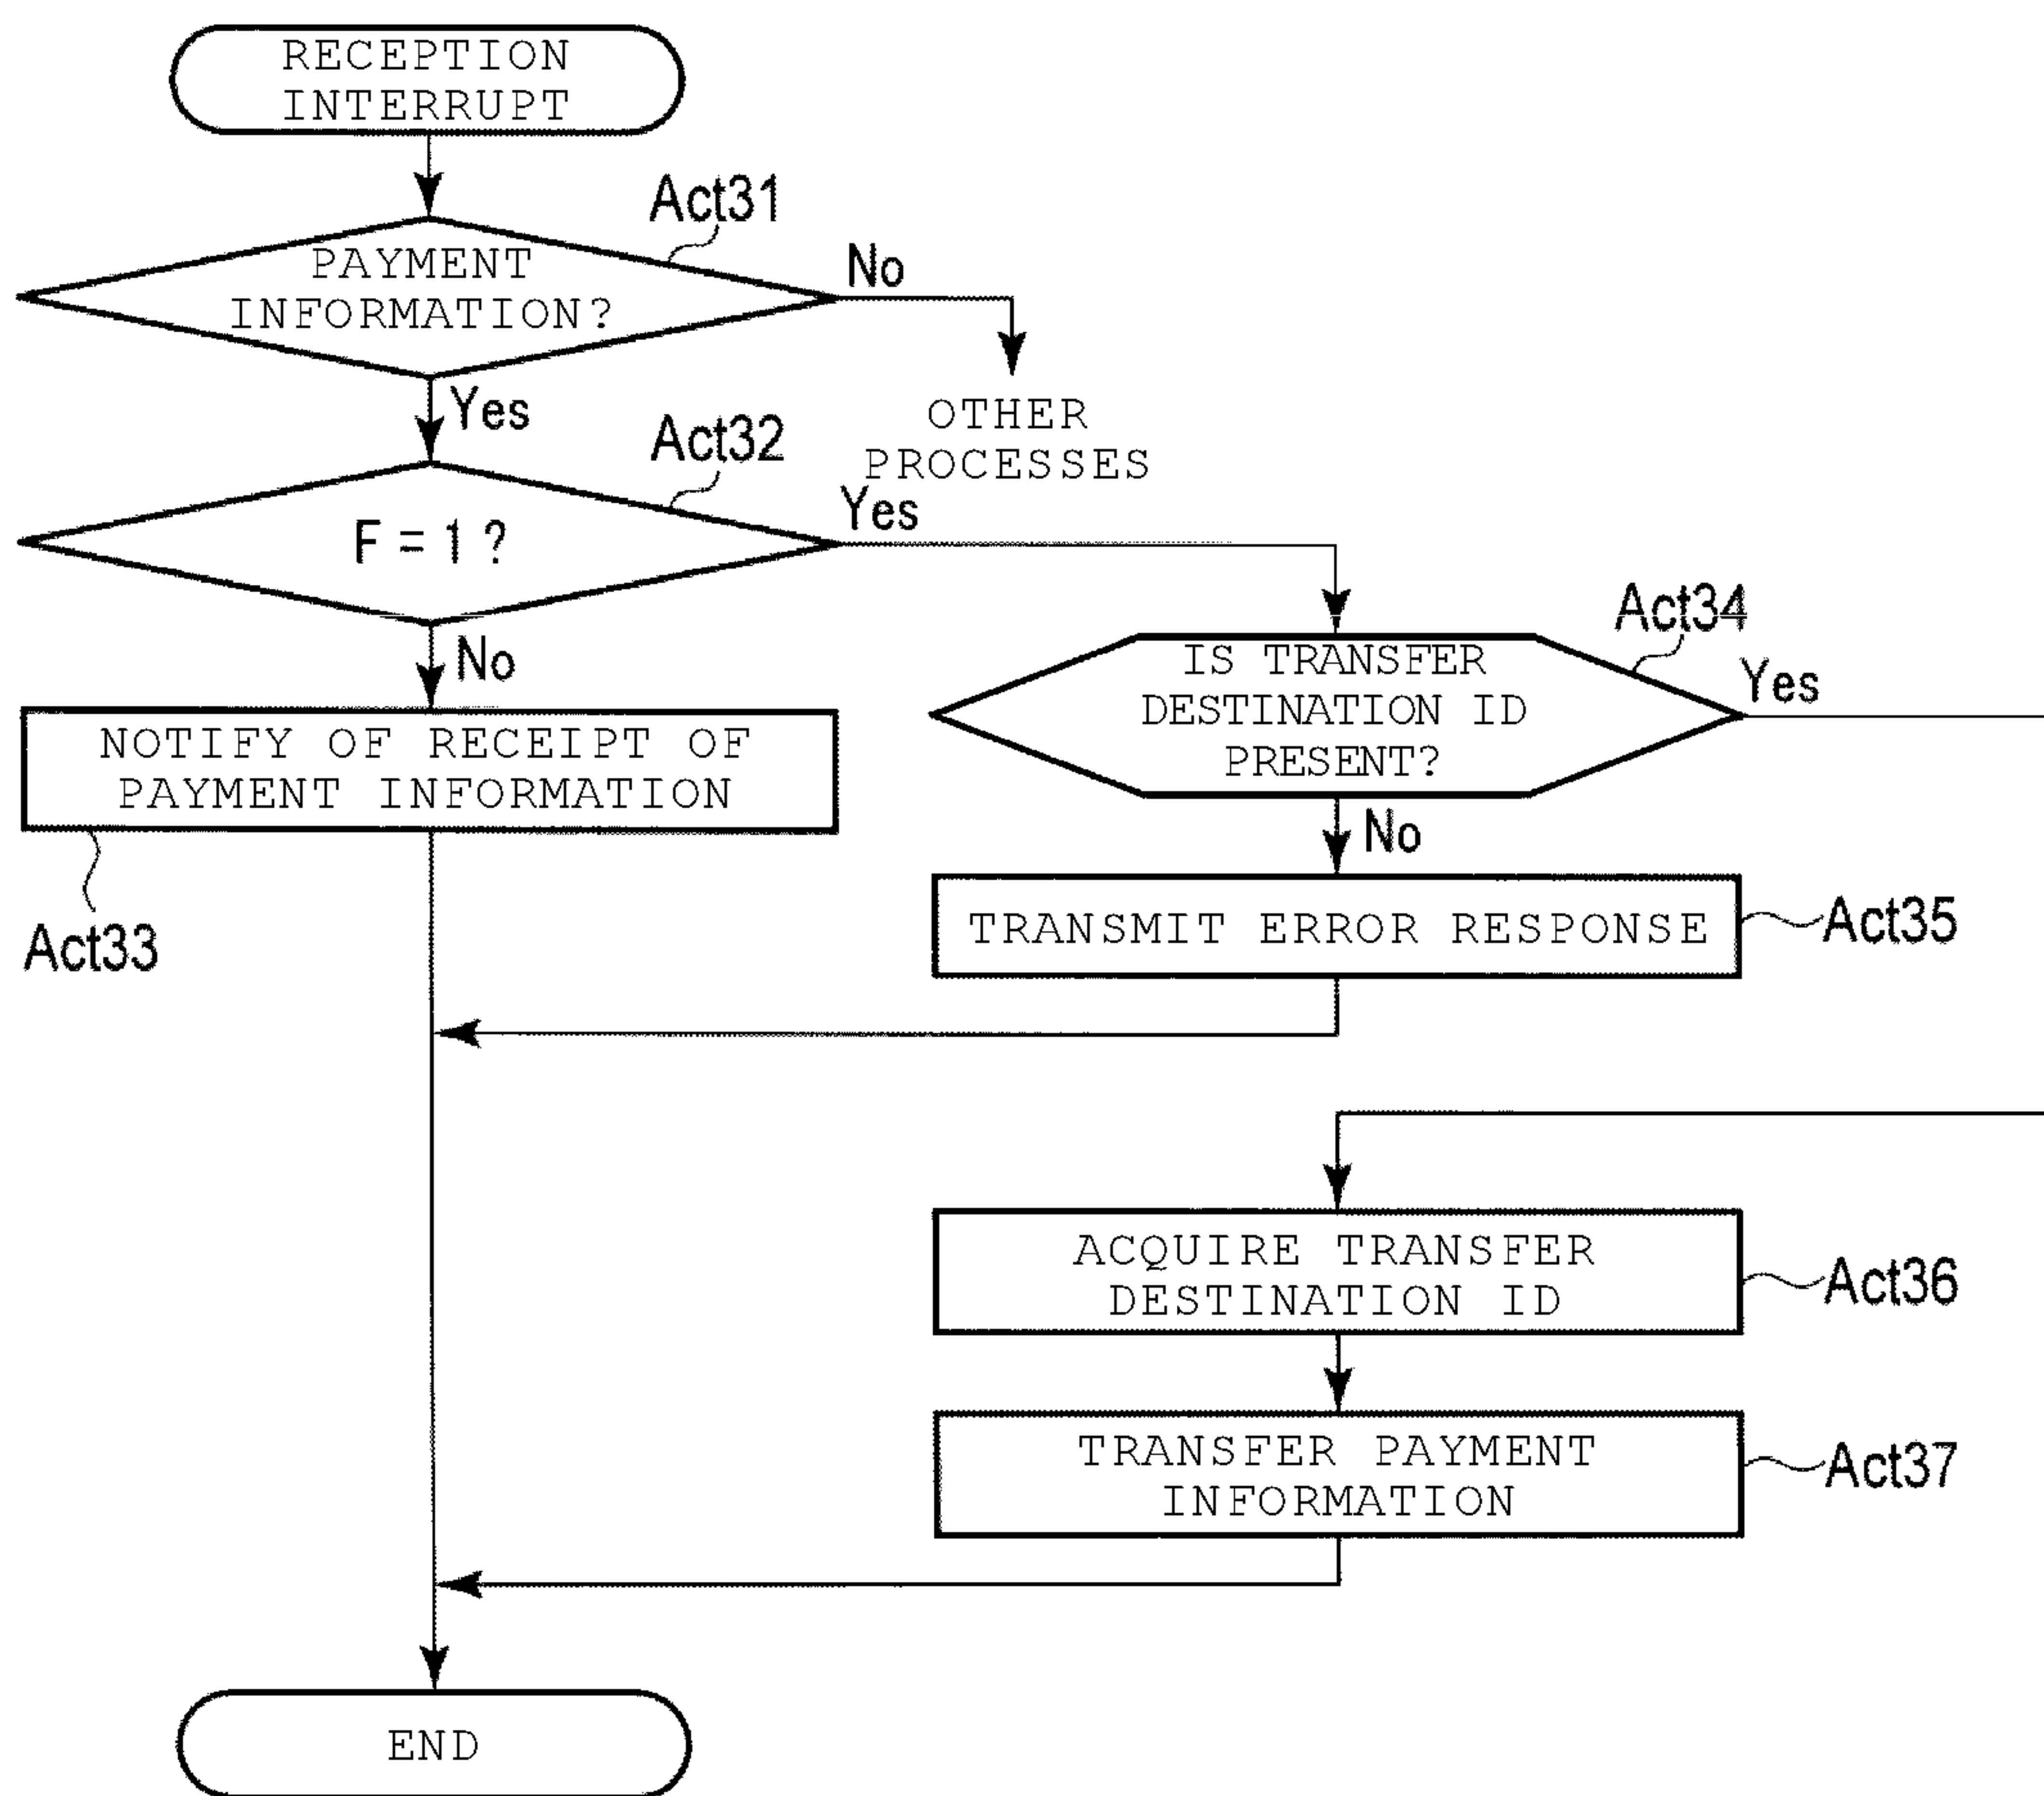 RECEPTION
INTERRUPT
Act31
PAYMENT
INFORMATION?
No
Yes
OTHER
PROCESSES
Act32
F = 1 ?
Yes
No
Act34
IS TRANSFER
DESTINATION ID
PRESENT?
Yes
No
NOTIFY OF RECEIPT OF
PAYMENT INFORMATION
Act33
TRANSMIT ERROR RESPONSE
Act35
ACQUIRE TRANSFER
DESTINATION ID
Act36
TRANSFER PAYMENT
INFORMATION
Act37
END